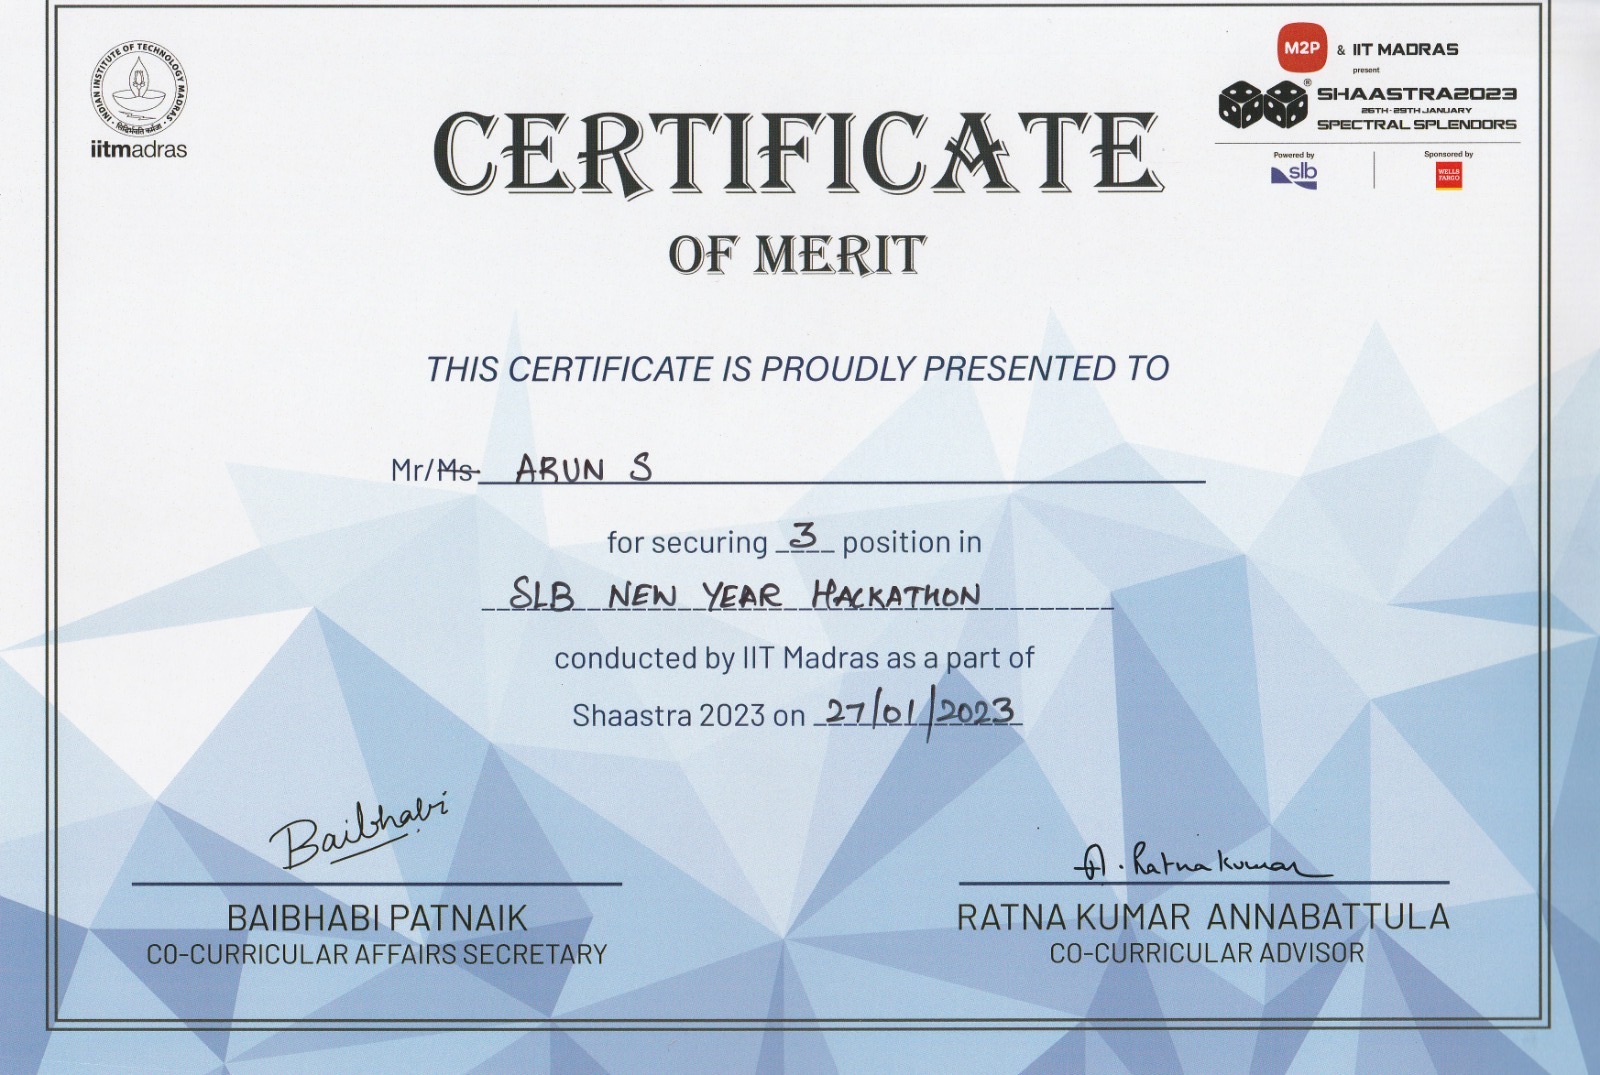 INDIAN INSTITUTE OF TECHNOLOGY MADRAS
सिद्धिर्भवति कर्मजा
iitmadras
M2P & IIT MADRAS
present
SHAASTRA2023
26TH-29TH JANUARY
SPECTRAL SPLENDORS
Powered by
slb
Sponsored by
WELLS
FARGO
CERTIFICATE
OF MERIT
THIS CERTIFICATE IS PROUDLY PRESENTED TO
Mr/Ms ARUN S
for securing 3 position in
SLB NEW YEAR HACKATHON
conducted by IIT Madras as a part of
Shaastra 2023 on 27/01/2023
Baibhabi
BAIBHABI PATNAIK
CO-CURRICULAR AFFAIRS SECRETARY
A. Ratna Kumar
RATNA KUMAR ANNABATTULA
CO-CURRICULAR ADVISOR